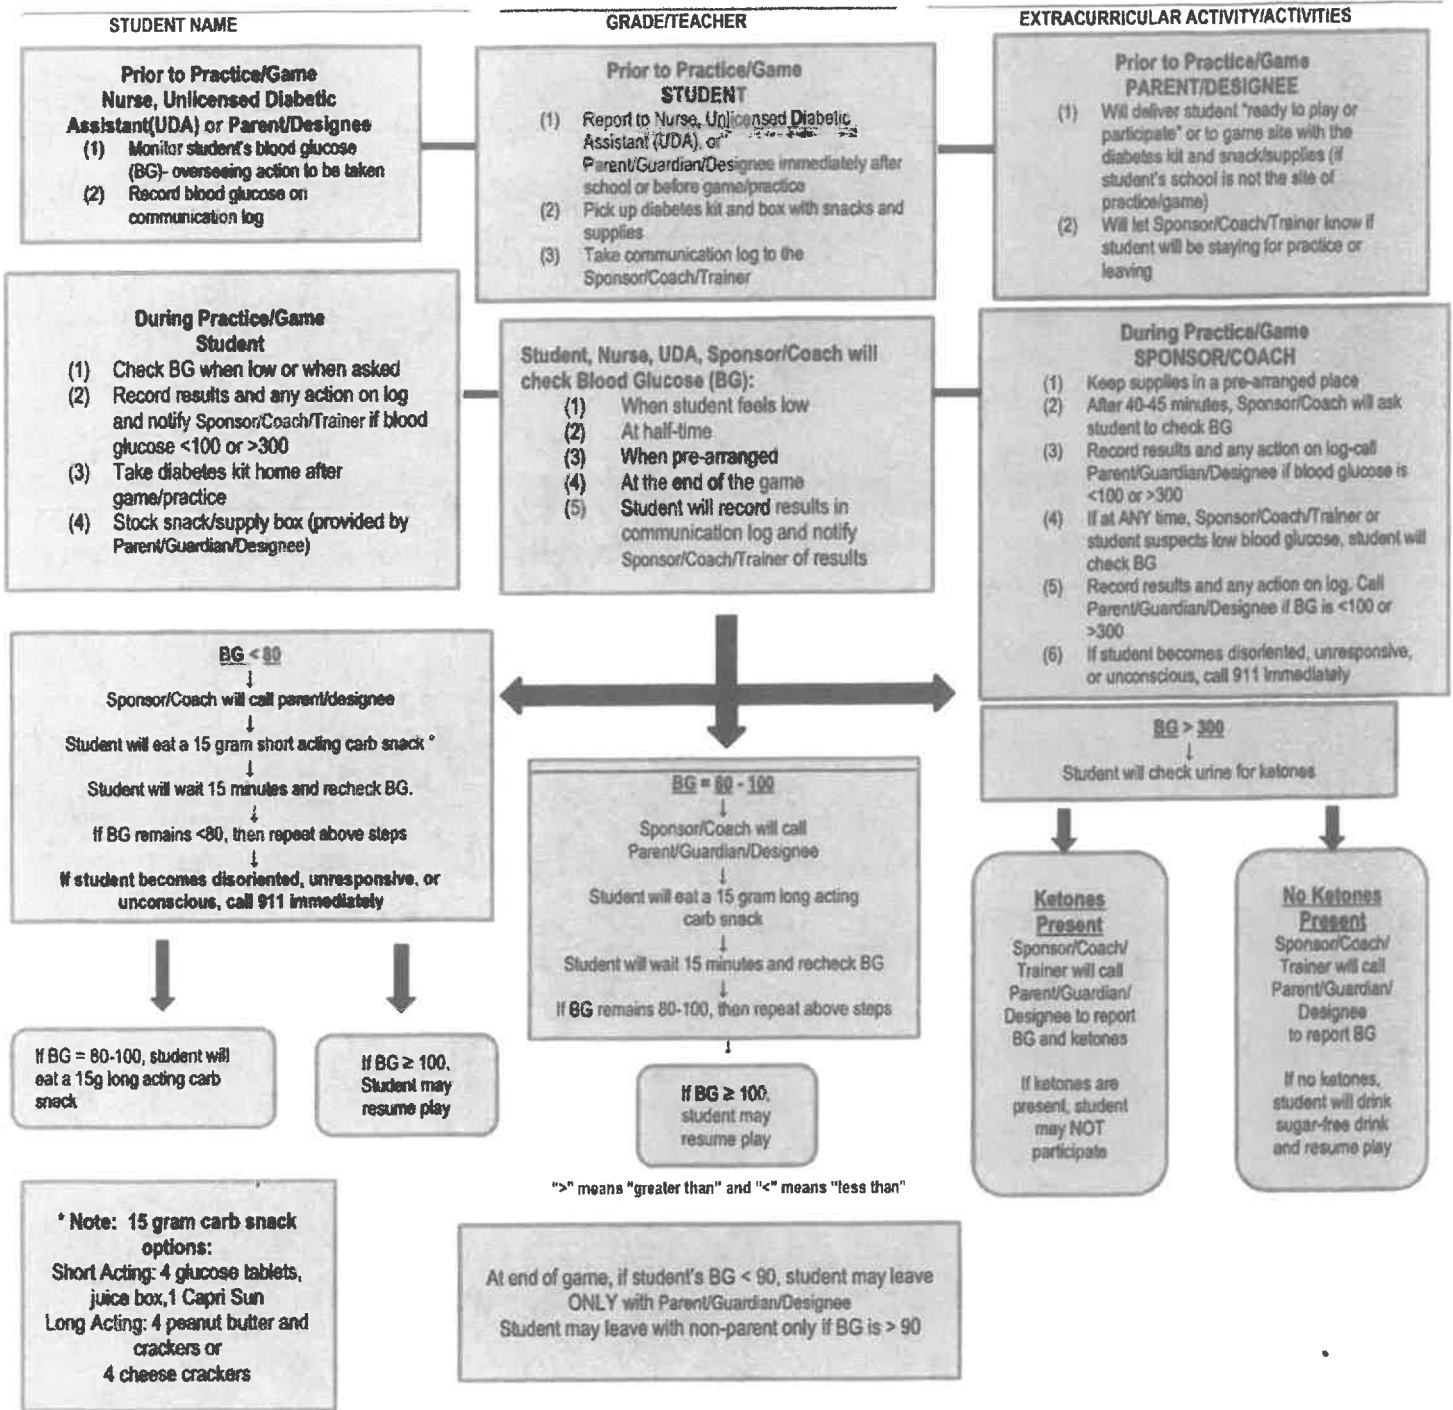 STUDENT NAME
GRADE/TEACHER
EXTRACURRICULAR ACTIVITY/ACTIVITIES
Prior to Practice/Game
Nurse, Unlicensed Diabetic
Assistant(UDA) or Parent/Designee
(1) Monitor student's blood glucose
(BG)- overseeing action to be taken
(2) Record blood glucose on
communication log
Prior to Practice/Game
STUDENT
(1) Report to Nurse, Unlicensed Diabetic
Assistant (UDA), or
Parent/Guardian/Designee immediately after
school or before game/practice
(2) Pick up diabetes kit and box with snacks and
supplies
(3) Take communication log to the
Sponsor/Coach/Trainer
Prior to Practice/Game
PARENT/DESIGNEE
(1) Will deliver student "ready to play or
participate" or to game site with the
diabetes kit and snack/supplies (if
student's school is not the site of
practice/game)
(2) Will let Sponsor/Coach/Trainer know if
student will be staying for practice or
leaving
During Practice/Game
Student
(1) Check BG when low or when asked
(2) Record results and any action on log
and notify Sponsor/Coach/Trainer if blood
glucose <100 or >300
(3) Take diabetes kit home after
game/practice
(4) Stock snack/supply box (provided by
Parent/Guardian/Designee)
Student, Nurse, UDA, Sponsor/Coach will
check Blood Glucose (BG):
(1) When student feels low
(2) At half-time
(3) When pre-arranged
(4) At the end of the game
(5) Student will record results in
communication log and notify
Sponsor/Coach/Trainer of results
During Practice/Game
SPONSOR/COACH
(1) Keep supplies in a pre-arranged place
(2) After 40-45 minutes, Sponsor/Coach will ask
student to check BG
(3) Record results and any action on log-call
Parent/Guardian/Designee if blood glucose is
<100 or >300
(4) If at ANY time, Sponsor/Coach/Trainer or
student suspects low blood glucose, student will
check BG
(5) Record results and any action on log. Call
Parent/Guardian/Designee if BG is <100 or
>300
(6) If student becomes disoriented, unresponsive,
or unconscious, call 911 immediately
BG < 80
↓
Sponsor/Coach will call parent/designee
↓
Student will eat a 15 gram short acting carb snack *
↓
Student will wait 15 minutes and recheck BG.
↓
If BG remains <80, then repeat above steps
↓
If student becomes disoriented, unresponsive, or
unconscious, call 911 immediately
If BG = 80-100, student will
eat a 15g long acting carb
snack
If BG ≥ 100,
Student may
resume play
BG = 80 - 100
↓
Sponsor/Coach will call
Parent/Guardian/Designee
↓
Student will eat a 15 gram long acting
carb snack
↓
Student will wait 15 minutes and recheck BG
↓
If BG remains 80-100, then repeat above steps
↓
If BG ≥ 100,
student may
resume play
BG > 300
↓
Student will check urine for ketones
Ketones
Present
Sponsor/Coach/
Trainer will call
Parent/Guardian/
Designee to report
BG and ketones
If ketones are
present, student
may NOT
participate
No Ketones
Present
Sponsor/Coach/
Trainer will call
Parent/Guardian/
Designee
to report BG
If no ketones,
student will drink
sugar-free drink
and resume play
">" means "greater than" and "<" means "less than"
* Note: 15 gram carb snack
options:
Short Acting: 4 glucose tablets,
juice box,1 Capri Sun
Long Acting: 4 peanut butter and
crackers or
4 cheese crackers
At end of game, if student's BG < 90, student may leave
ONLY with Parent/Guardian/Designee
Student may leave with non-parent only if BG is > 90